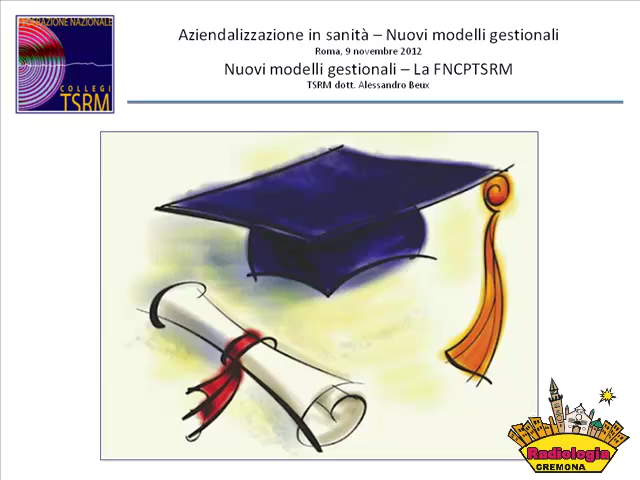 FEDERAZIONE NAZIONALE
COLLEGI
TSRM
Aziendalizzazione in sanità – Nuovi modelli gestionali
Roma, 9 novembre 2012
Nuovi modelli gestionali – La FNCPTSRM
TSRM dott. Alessandro Beux
Radiologia
CREMONA